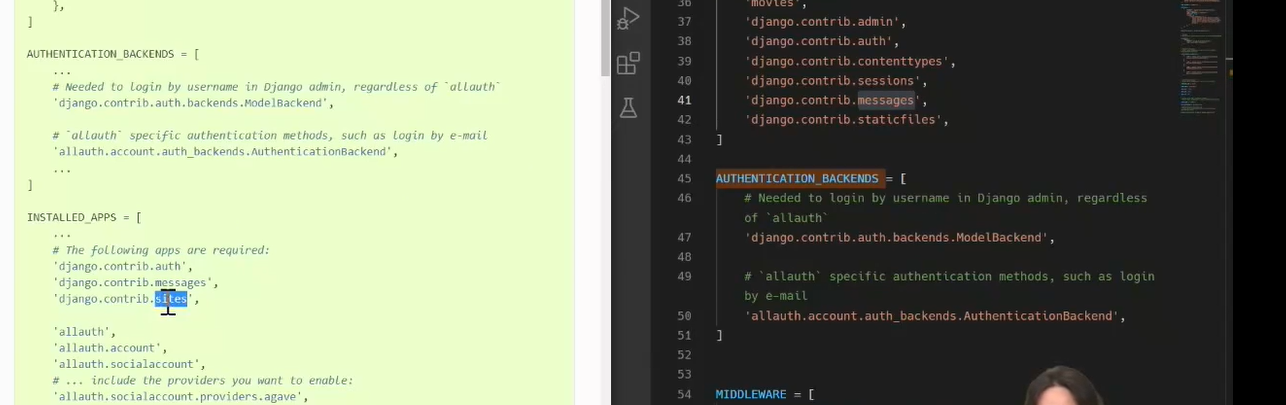 },
]
AUTHENTICATION_BACKENDS = [
    ...
    # Needed to login by username in Django admin, regardless of `allauth`
    'django.contrib.auth.backends.ModelBackend',
    # `allauth` specific authentication methods, such as login by e-mail
    'allauth.account.auth_backends.AuthenticationBackend',
    ...
]
INSTALLED_APPS = [
    ...
    # The following apps are required:
    'django.contrib.auth',
    'django.contrib.messages',
    'django.contrib.sites',
    'allauth',
    'allauth.account',
    'allauth.socialaccount',
    # ... include the providers you want to enable:
    'allauth.socialaccount.providers.agave',
36 'movies',
37 'django.contrib.admin',
38 'django.contrib.auth',
39 'django.contrib.contenttypes',
40 'django.contrib.sessions',
41 'django.contrib.messages',
42 'django.contrib.staticfiles',
43 ]
44
45 AUTHENTICATION_BACKENDS = [
46 # Needed to login by username in Django admin, regardless
of `allauth`
47 'django.contrib.auth.backends.ModelBackend',
48
49 # `allauth` specific authentication methods, such as login
by e-mail
50 'allauth.account.auth_backends.AuthenticationBackend',
51 ]
52
53
54 MIDDLEWARE = [